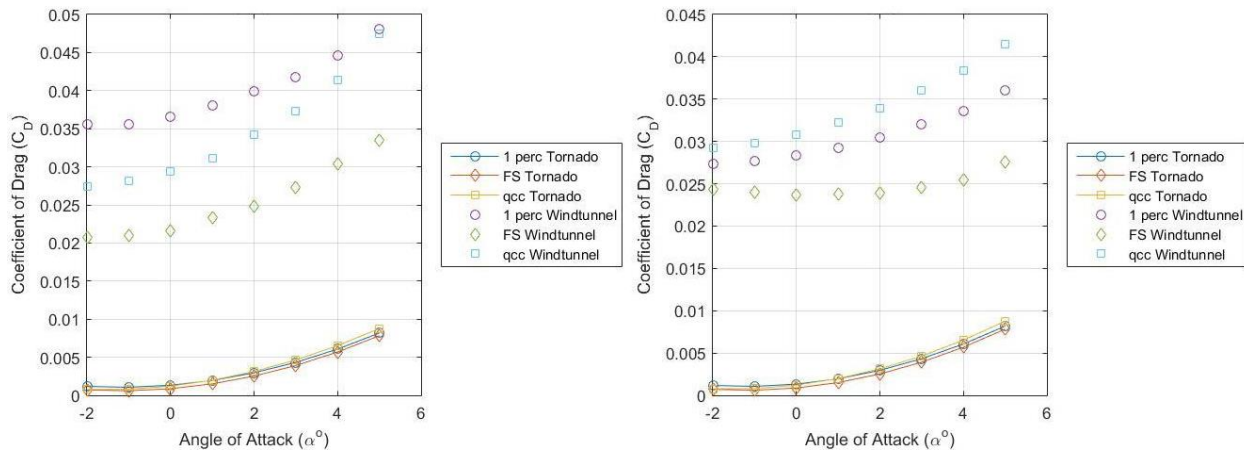 0.05
0.045
0.04
0.035
0.03
0.025
0.02
0.015
0.01
0.005
0
-2
0
2
4
6
Coefficient of Drag (C_D)
Angle of Attack (α°)
1 perc Tornado
FS Tornado
qcc Tornado
1 perc Windtunnel
FS Windtunnel
qcc Windtunnel
0.045
0.04
0.035
0.03
0.025
0.02
0.015
0.01
0.005
0
-2
0
2
4
6
Coefficient of Drag (C_D)
Angle of Attack (α°)
1 perc Tornado
FS Tornado
qcc Tornado
1 perc Windtunnel
FS Windtunnel
qcc Windtunnel